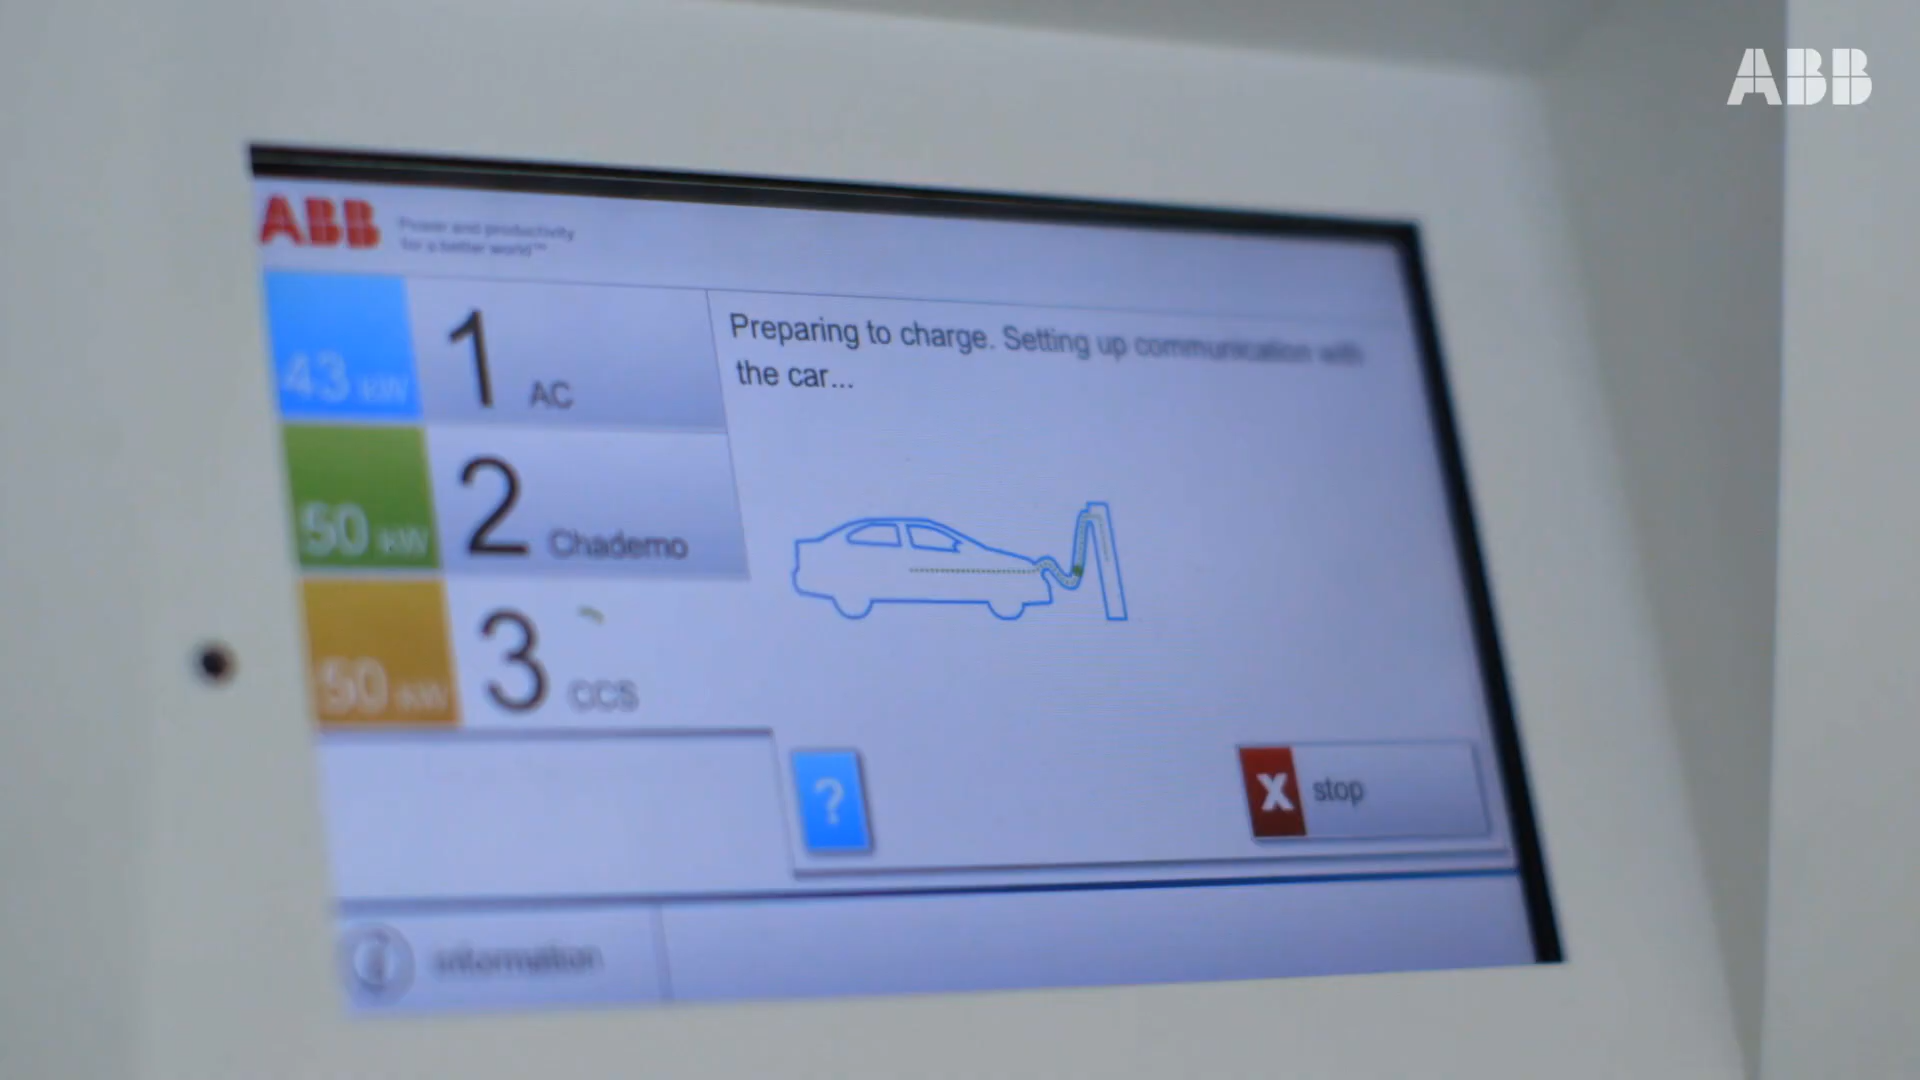 ABB
ABB Power and productivity
for a better world™
43 kW 1 AC
50 kW 2 Chademo
50 kW 3 CCS
Preparing to charge. Setting up communication with
the car...
?
X stop
i information